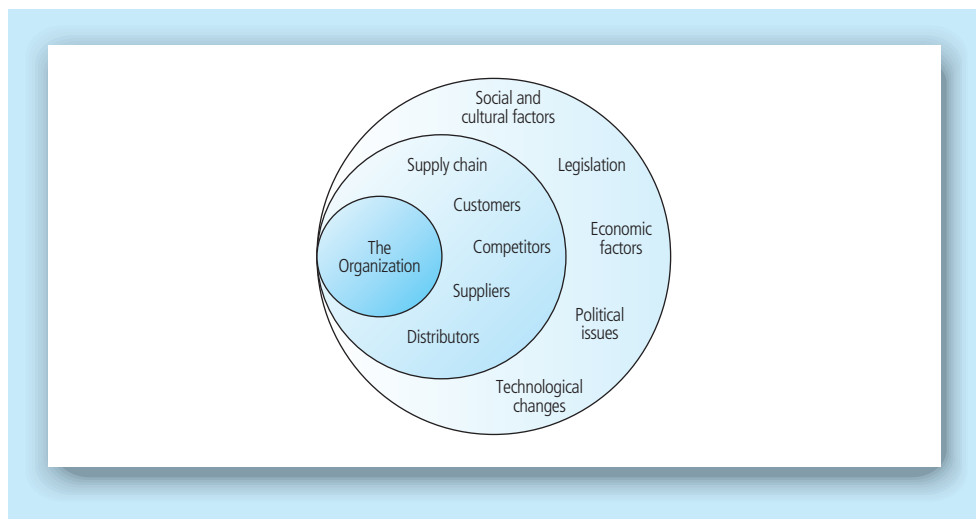 Social and
cultural factors
Supply chain
Legislation
Customers
Economic
factors
The
Organization
Competitors
Suppliers
Political
issues
Distributors
Technological
changes